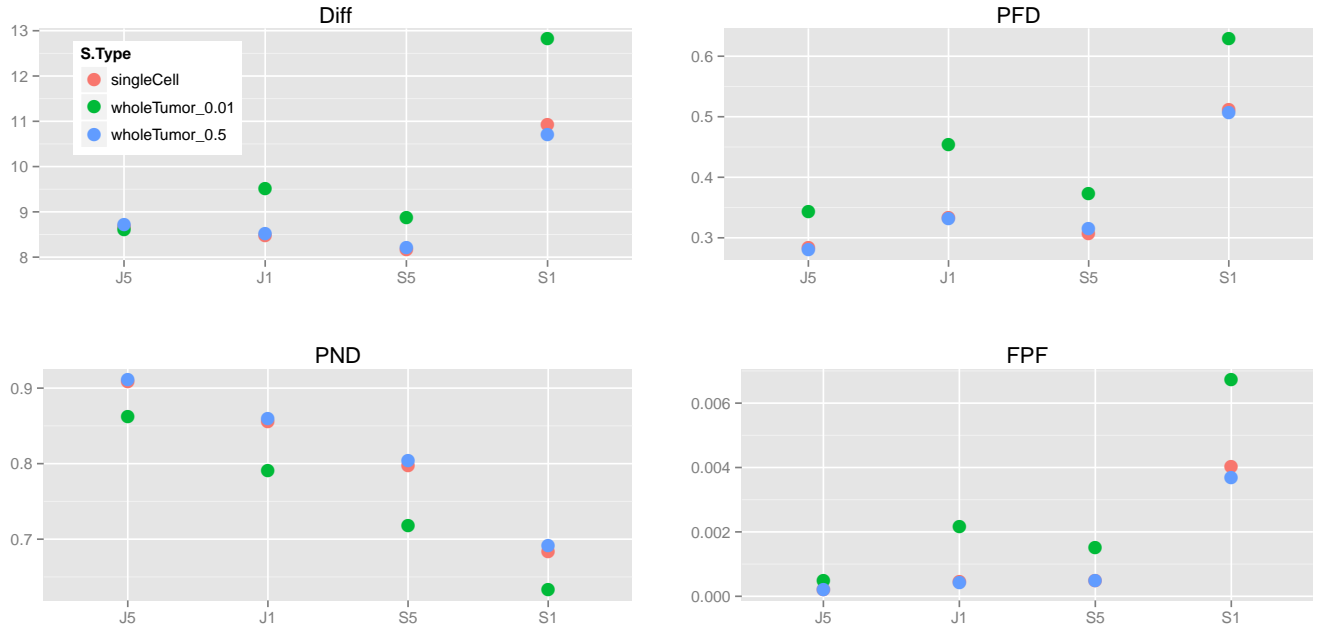 Diff
13
12
11
10
9
8
S.Type
singleCell
wholeTumor_0.01
wholeTumor_0.5
J5 J1 S5 S1
PFD
0.6
0.5
0.4
0.3
J5 J1 S5 S1
PND
0.9
0.8
0.7
J5 J1 S5 S1
FPF
0.006
0.004
0.002
0.000
J5 J1 S5 S1